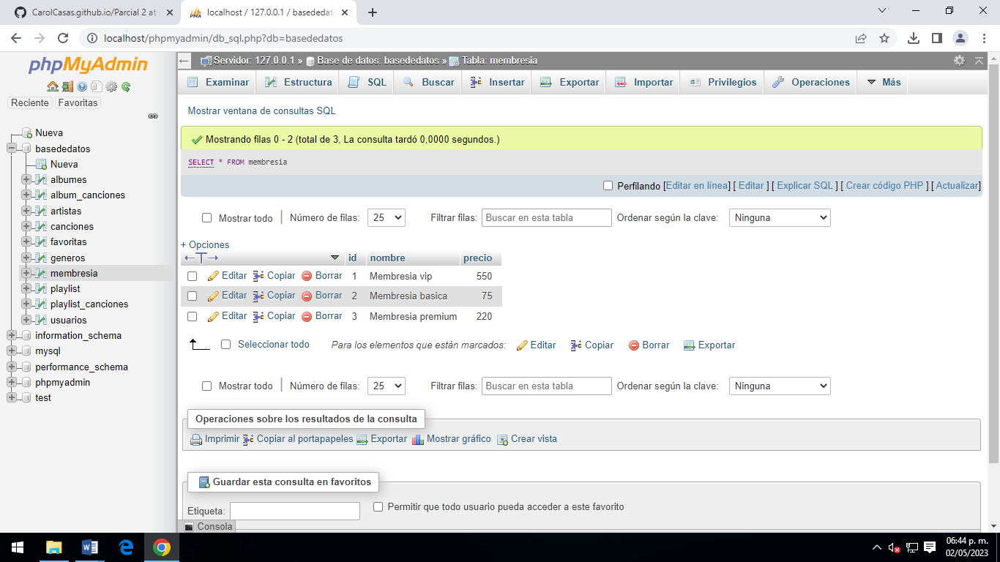 CarolCasas.github.io/Parcial 2 at
localhost / 127.0.0.1 / basededato
localhost/phpmyadmin/db_sql.php?db=basededatos
phpMyAdmin
Reciente Favoritas
Nueva
basededatos
Nueva
albumes
album_canciones
artistas
canciones
favoritas
generos
membresia
playlist
playlist_canciones
usuarios
information_schema
mysql
performance_schema
phpmyadmin
test
Servidor: 127.0.0.1 » Base de datos: basededatos » Tabla: membresia
Examinar Estructura SQL Buscar Insertar Exportar Importar Privilegios Operaciones Más
Mostrar ventana de consultas SQL
Mostrando filas 0 - 2 (total de 3, La consulta tardó 0,0000 segundos.)
SELECT * FROM membresia
Perfilando [Editar en línea] [ Editar ] [ Explicar SQL ] [ Crear código PHP ] [ Actualizar]
Mostrar todo | Número de filas: 25 Filtrar filas: Buscar en esta tabla Ordenar según la clave: Ninguna
+ Opciones
id nombre precio
Editar Copiar Borrar 1 Membresia vip 550
Editar Copiar Borrar 2 Membresia basica 75
Editar Copiar Borrar 3 Membresia premium 220
Seleccionar todo Para los elementos que están marcados: Editar Copiar Borrar Exportar
Mostrar todo | Número de filas: 25 Filtrar filas: Buscar en esta tabla Ordenar según la clave: Ninguna
Operaciones sobre los resultados de la consulta
Imprimir Copiar al portapapeles Exportar Mostrar gráfico Crear vista
Guardar esta consulta en favoritos
Etiqueta: Permitir que todo usuario pueda acceder a este favorito
Consola
06:44 p. m.
02/05/2023